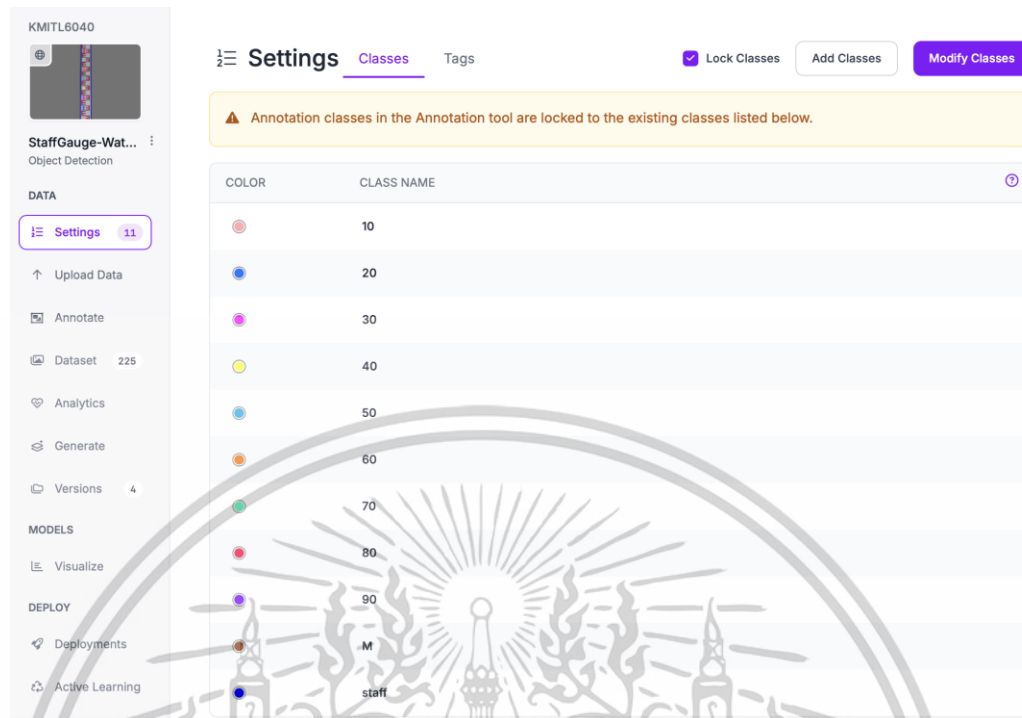 KMITL6040
StaffGauge-Wat...
Object Detection
DATA
Settings 11
Upload Data
Annotate
Dataset 225
Analytics
Generate
Versions 4
MODELS
Visualize
DEPLOY
Deployments
Active Learning
Settings Classes Tags Lock Classes Add Classes Modify Classes
Annotation classes in the Annotation tool are locked to the existing classes listed below.
COLOR CLASS NAME
10
20
30
40
50
60
70
80
90
M
staff